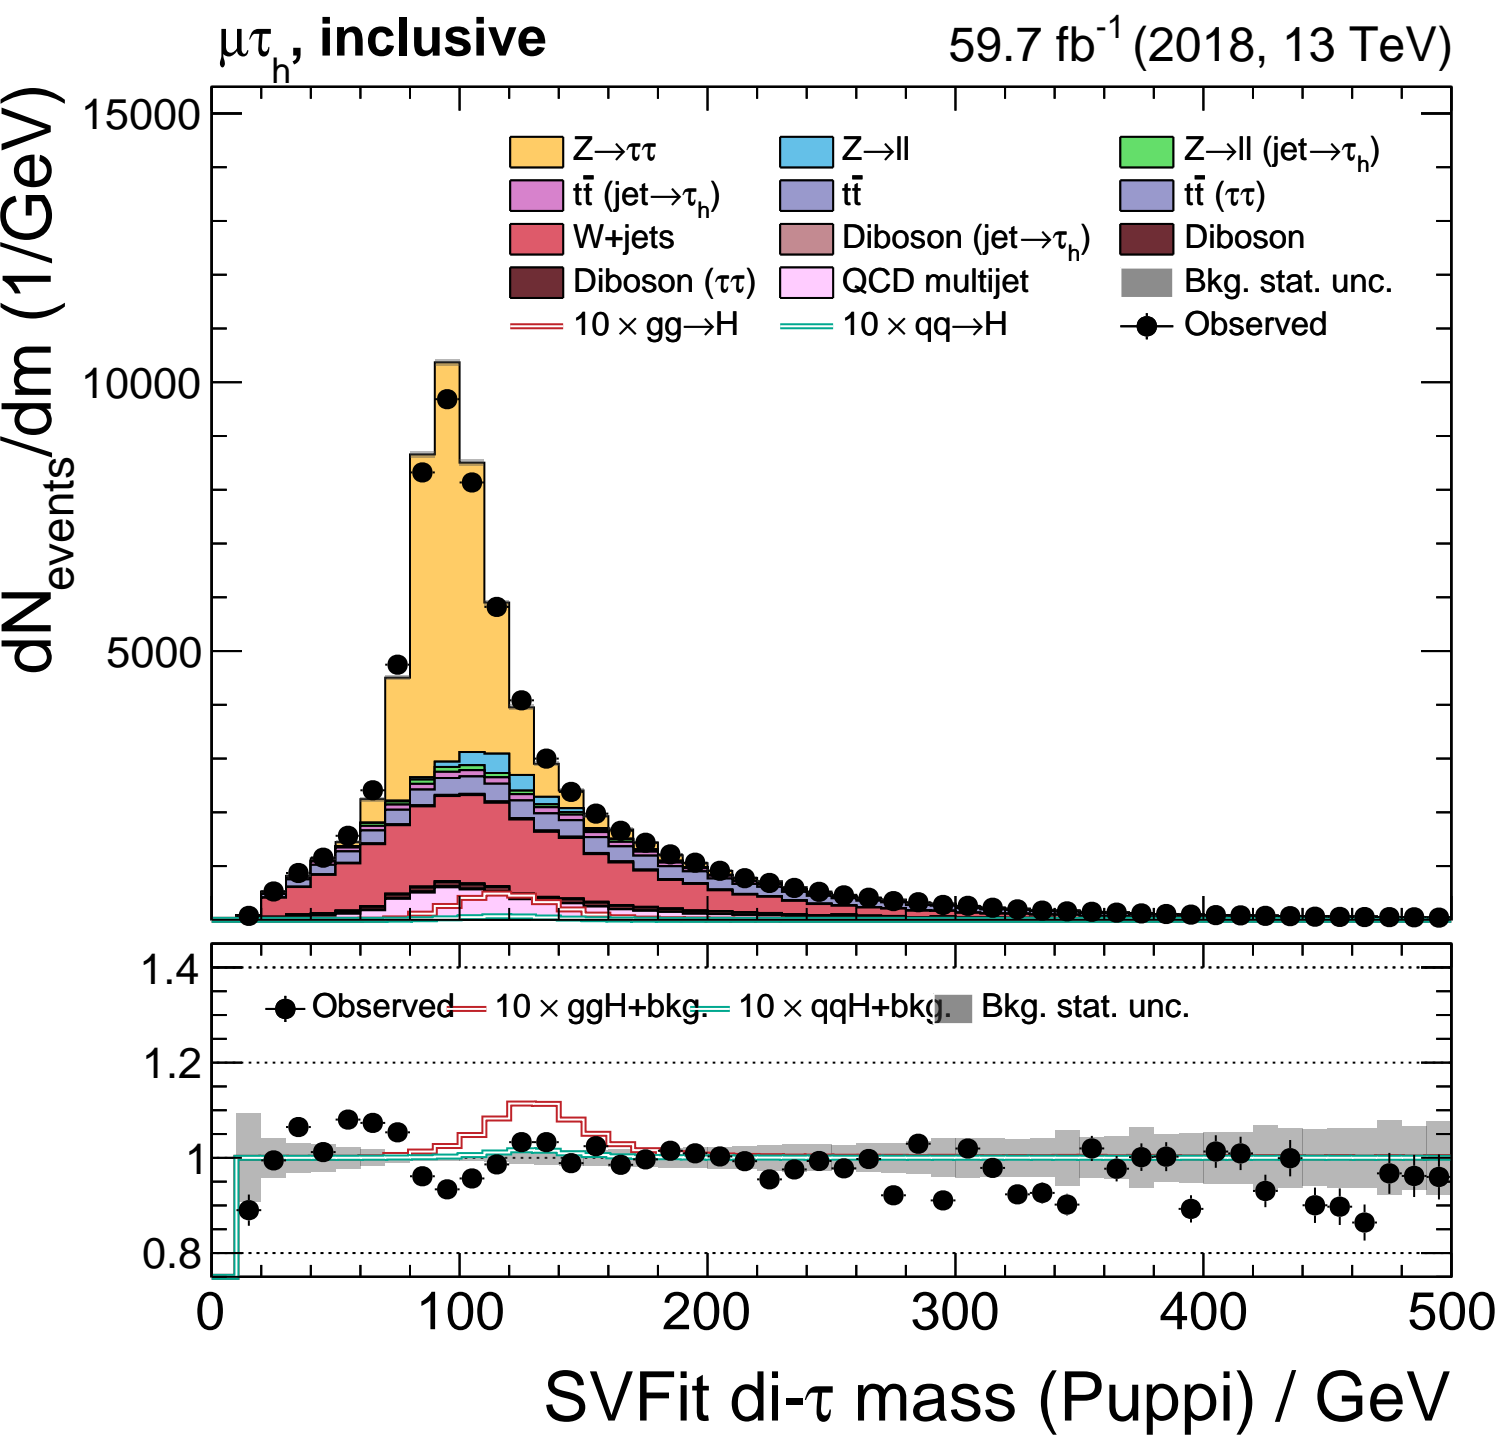 μτh, inclusive
59.7 fb-1 (2018, 13 TeV)
dNevents/dm (1/GeV)
15000
10000
5000
Z→ττ
Z→ll
Z→ll (jet→τh)
tt̄ (jet→τh)
tt̄
tt̄ (ττ)
W+jets
Diboson (jet→τh)
Diboson
Diboson (ττ)
QCD multijet
Bkg. stat. unc.
10 × gg→H
10 × qq→H
Observed
1.4
1.2
1
0.8
Observed
10 × ggH+bkg.
10 × qqH+bkg.
Bkg. stat. unc.
0 100 200 300 400 500
SVFit di-τ mass (Puppi) / GeV